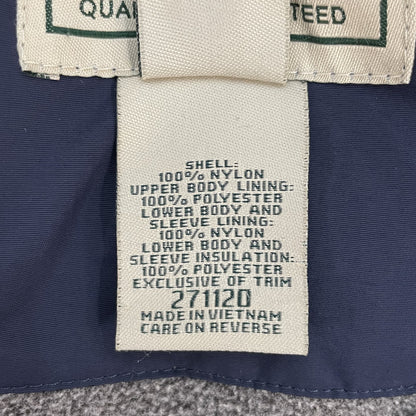 QUA TEED
SHELL:
100% NYLON
UPPER BODY LINING:
100% POLYESTER
LOWER BODY AND
SLEEVE LINING:
100% NYLON
LOWER BODY AND
SLEEVE INSULATION:
100% POLYESTER
EXCLUSIVE OF TRIM
271120
MADE IN VIETNAM
CARE ON REVERSE